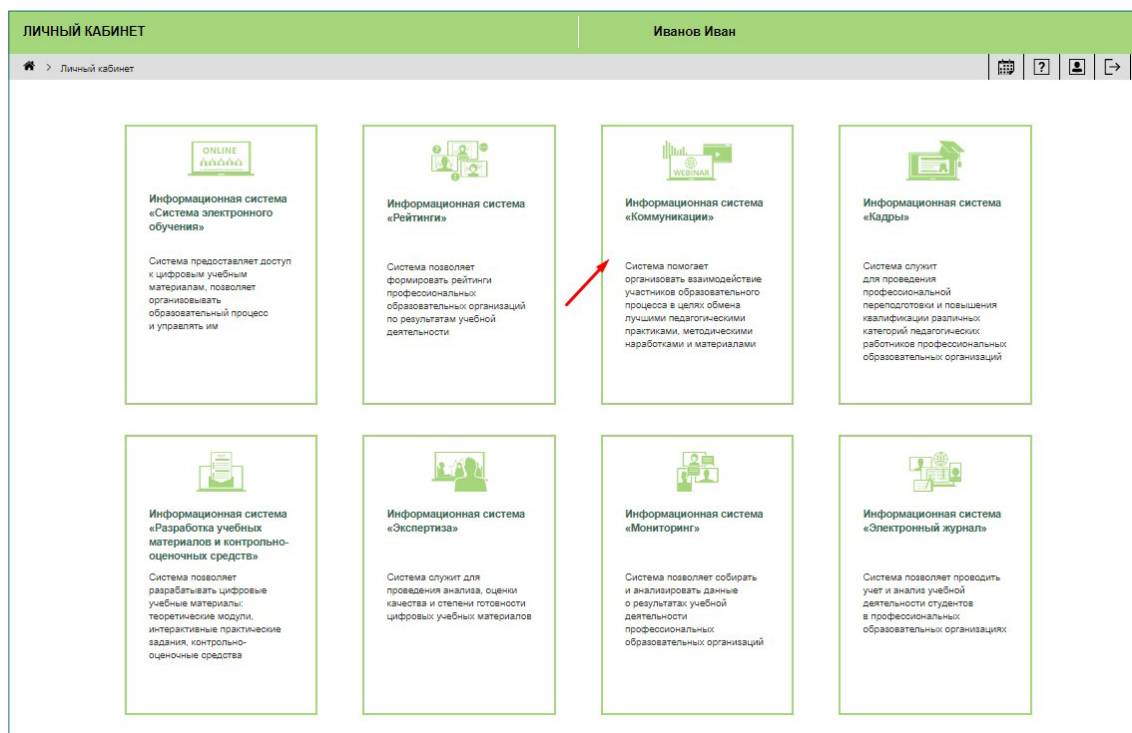 ЛИЧНЫЙ КАБИНЕТ
Иванов Иван
> Личный кабинет
?
ONLINE
Информационная система
«Система электронного
обучения»
Система предоставляет доступ
к цифровым учебным
материалам, позволяет
организовывать
образовательный процесс
и управлять им
Информационная система
«Рейтинги»
Система позволяет
формировать рейтинги
профессиональных
образовательных организаций
по результатам учебной
деятельности
WEBINAR
Информационная система
«Коммуникации»
Система помогает
организовать взаимодействие
участников образовательного
процесса в целях обмена
лучшими педагогическими
практиками, методическими
наработками и материалами
Информационная система
«Кадры»
Система служит
для проведения
профессиональной
переподготовки и повышения
квалификации различных
категорий педагогических
работников профессиональных
образовательных организаций
Информационная система
«Разработка учебных
материалов и контрольно-
оценочных средств»
Система позволяет
разрабатывать цифровые
учебные материалы:
теоретические модули,
интерактивные практические
задания, контрольно-
оценочные средства
Информационная система
«Экспертиза»
Система служит для
проведения анализа, оценки
качества и степени готовности
цифровых учебных материалов
Информационная система
«Мониторинг»
Система позволяет собирать
и анализировать данные
о результатах учебной
деятельности
профессиональных
образовательных организаций
Информационная система
«Электронный журнал»
Система позволяет проводить
учет и анализ учебной
деятельности студентов
в профессиональных
образовательных организациях